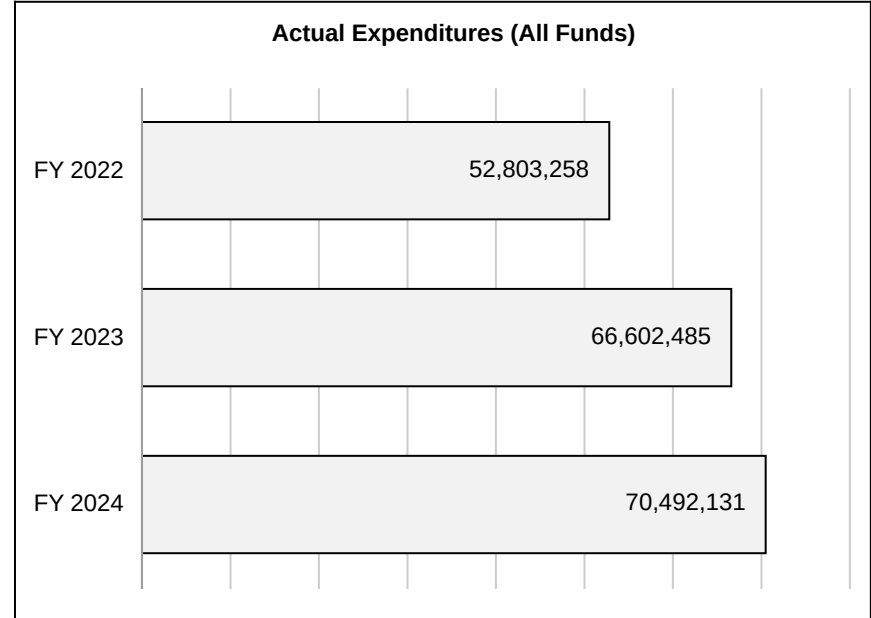 Actual Expenditures (All Funds)
FY 2022
52,803,258
FY 2023
66,602,485
FY 2024
70,492,131